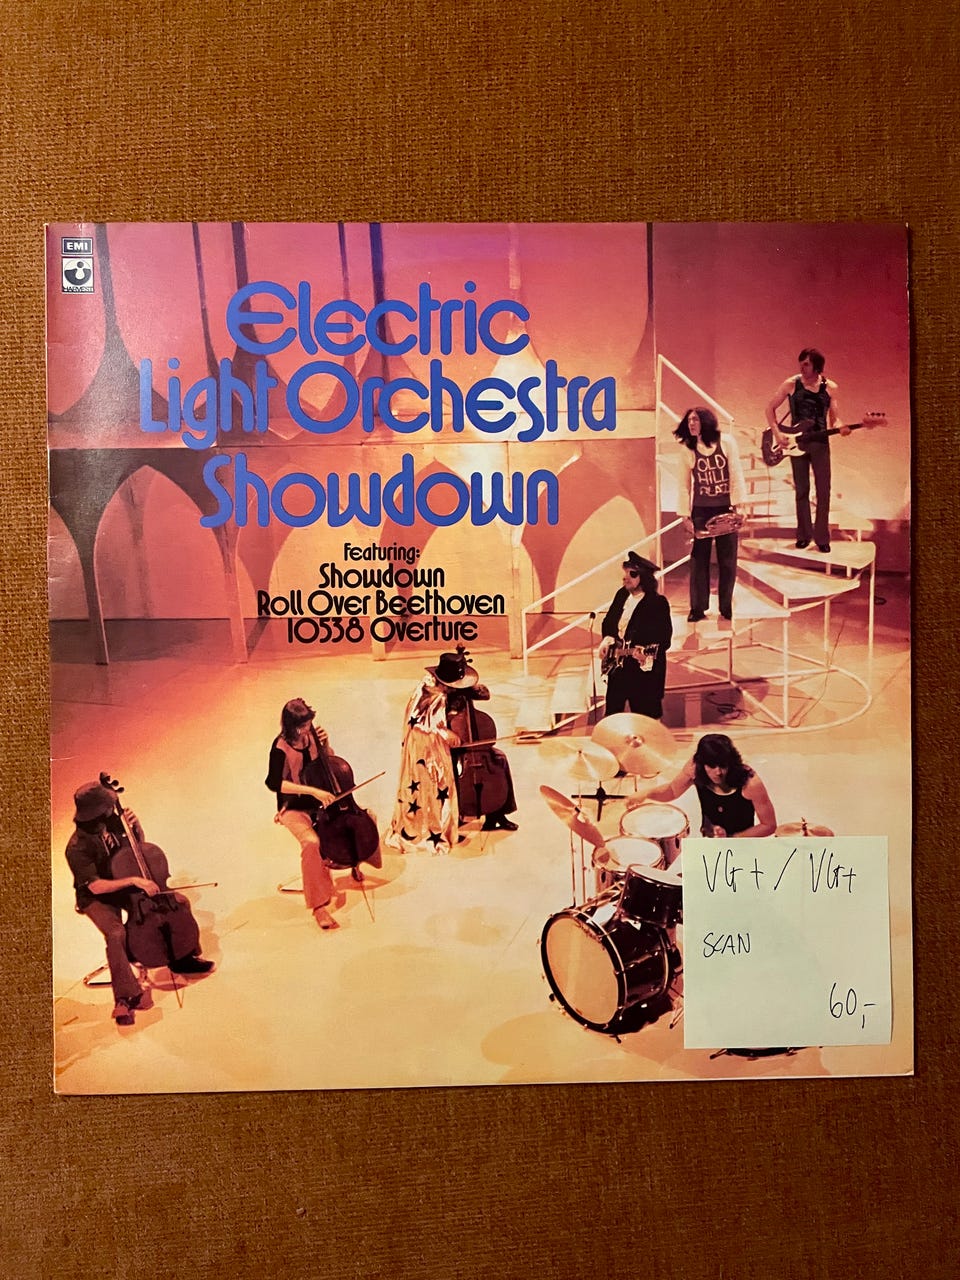 EMI
HARVEST
Electric
Light Orchestra
Showdown
Featuring:
Showdown
Roll Over Beethoven
10538 Overture
OLD
HILL
VG+ / VG+
SCAN
60,-